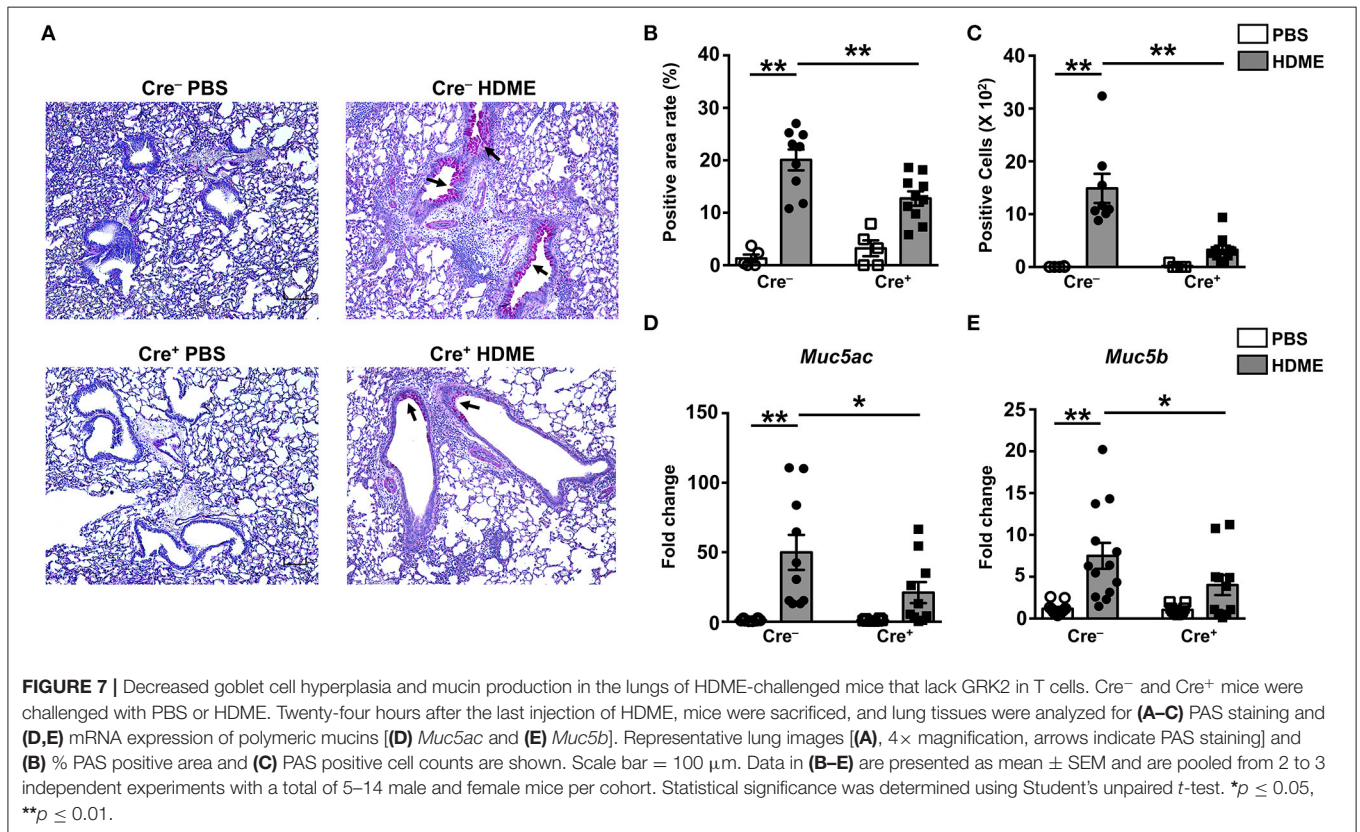 A
Cre⁻ PBS
Cre⁻ HDME
Cre⁺ PBS
Cre⁺ HDME
B
Positive area rate (%)
40
30
20
10
0
**
**
Cre⁻
Cre⁺
C
Positive Cells (X 10²)
40
30
20
10
0
**
**
Cre⁻
Cre⁺
PBS
HDME
D
Muc5ac
Fold change
150
100
50
0
**
*
Cre⁻
Cre⁺
E
Muc5b
Fold change
25
20
15
10
5
0
**
*
Cre⁻
Cre⁺
PBS
HDME
FIGURE 7 | Decreased goblet cell hyperplasia and mucin production in the lungs of HDME-challenged mice that lack GRK2 in T cells. Cre⁻ and Cre⁺ mice were
challenged with PBS or HDME. Twenty-four hours after the last injection of HDME, mice were sacrificed, and lung tissues were analyzed for (A–C) PAS staining and
(D,E) mRNA expression of polymeric mucins [(D) Muc5ac and (E) Muc5b]. Representative lung images [(A), 4× magnification, arrows indicate PAS staining] and
(B) % PAS positive area and (C) PAS positive cell counts are shown. Scale bar = 100 μm. Data in (B–E) are presented as mean ± SEM and are pooled from 2 to 3
independent experiments with a total of 5–14 male and female mice per cohort. Statistical significance was determined using Student's unpaired t-test. *p ≤ 0.05,
**p ≤ 0.01.